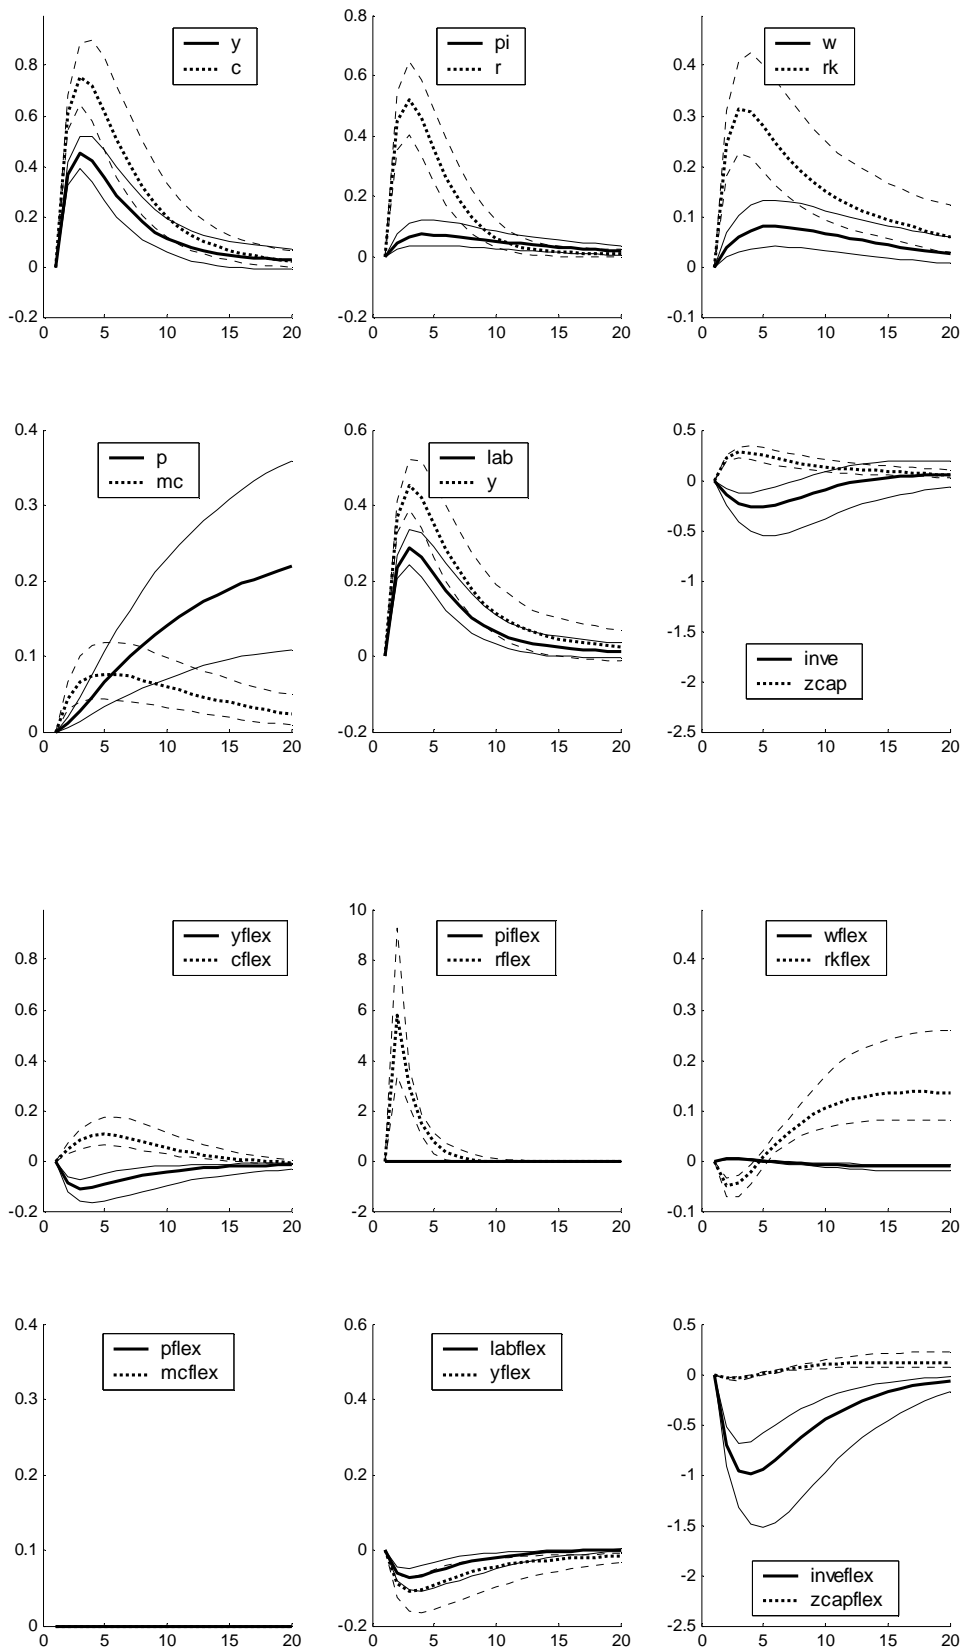 0.8
0.6
0.4
0.2
0
-0.2
0 5 10 15 20
y
c
0.8
0.6
0.4
0.2
0
-0.2
0 5 10 15 20
pi
r
0.4
0.3
0.2
0.1
0
-0.1
0 5 10 15 20
w
rk
0.4
0.3
0.2
0.1
0
0 5 10 15 20
p
mc
0.6
0.4
0.2
0
-0.2
0 5 10 15 20
lab
y
0.5
0
-0.5
-1
-1.5
-2
-2.5
0 5 10 15 20
inve
zcap
0.8
0.6
0.4
0.2
0
-0.2
0 5 10 15 20
yflex
cflex
10
8
6
4
2
0
-2
0 5 10 15 20
piflex
rflex
0.4
0.3
0.2
0.1
0
-0.1
0 5 10 15 20
wflex
rkflex
0.4
0.3
0.2
0.1
0
0 5 10 15 20
pflex
mcflex
0.6
0.4
0.2
0
-0.2
0 5 10 15 20
labflex
yflex
0.5
0
-0.5
-1
-1.5
-2
-2.5
0 5 10 15 20
inveflex
zcapflex